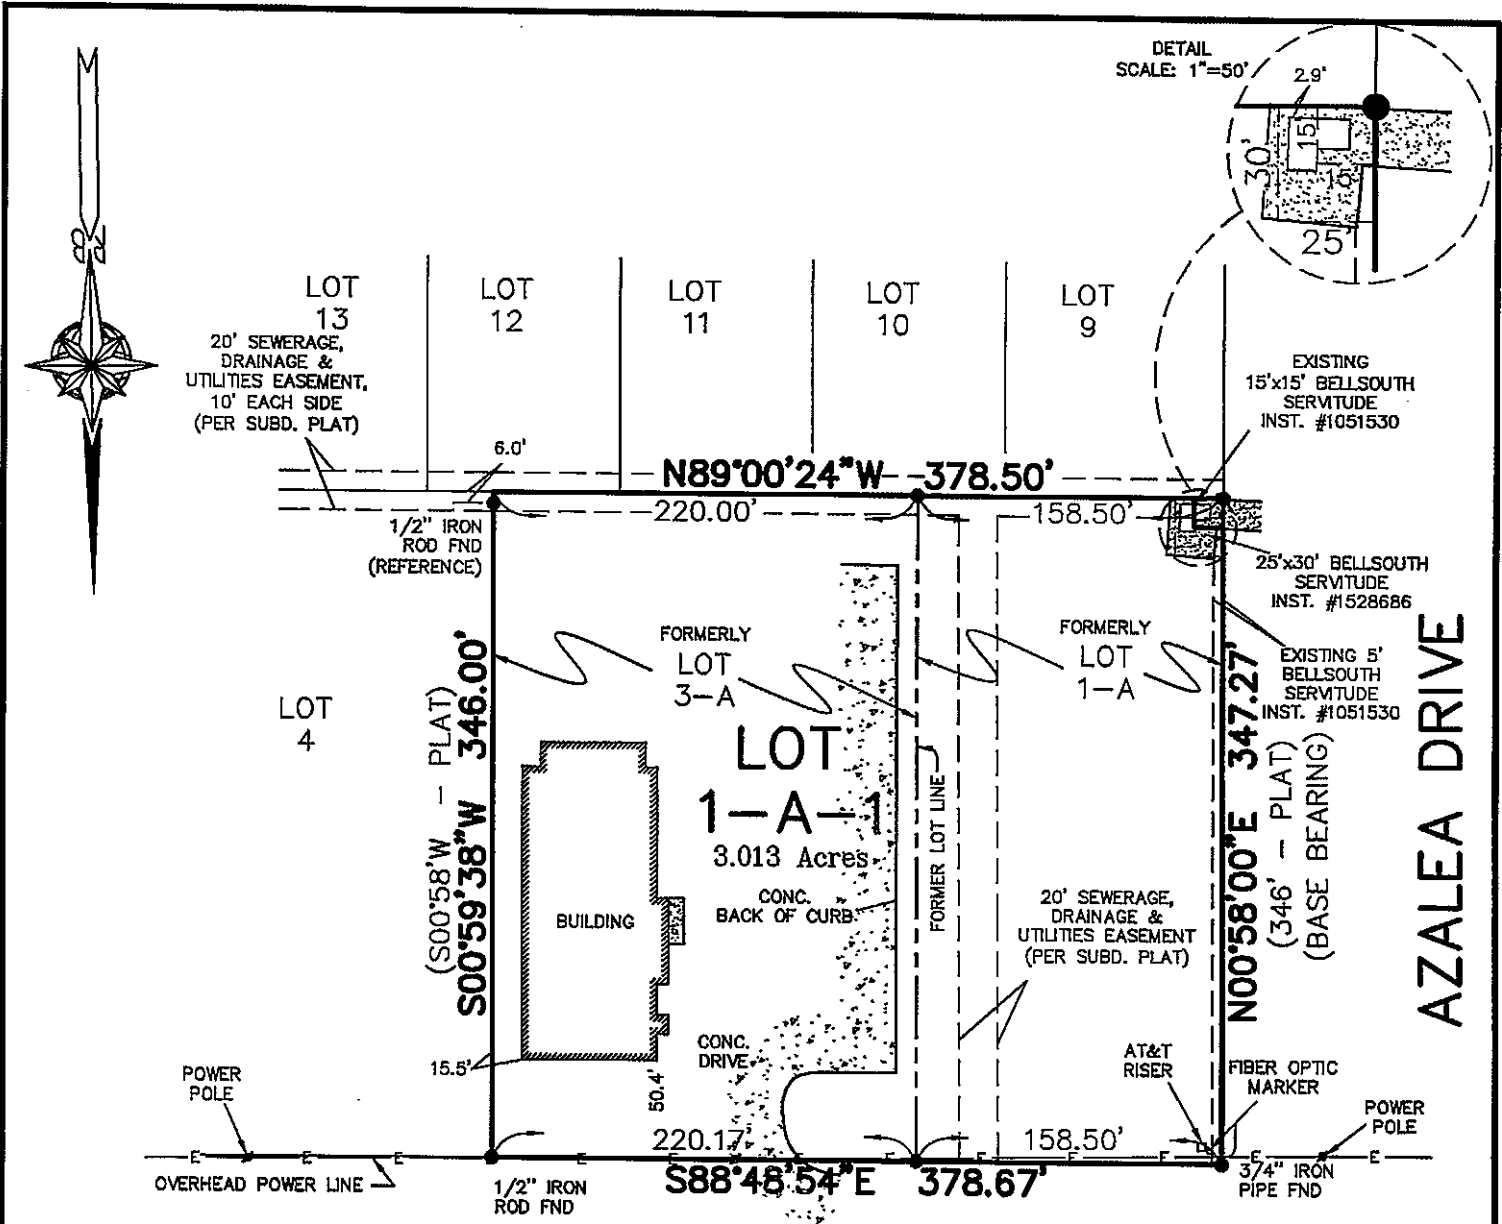 DETAIL
SCALE: 1"=50'
2.9'
15'
30'
15'
25'
LOT
13
LOT
12
LOT
11
LOT
10
LOT
9
20' SEWERAGE,
DRAINAGE &
UTILITIES EASEMENT,
10' EACH SIDE
(PER SUBD. PLAT)
EXISTING
15'x15' BELLSOUTH
SERVITUDE
INST. #1051530
6.0'
N89°00'24"W 378.50'
220.00'
158.50'
1/2" IRON
ROD FND
(REFERENCE)
25'x30' BELLSOUTH
SERVITUDE
INST. #1528686
FORMERLY
LOT
3-A
FORMERLY
LOT
1-A
EXISTING 5'
BELLSOUTH
SERVITUDE
INST. #1051530
LOT
4
(S00°58'W - PLAT)
S00°59'38"W 346.00'
LOT
1-A-1
3.013 Acres
CONC.
BACK OF CURB
BUILDING
FORMER LOT LINE
20' SEWERAGE,
DRAINAGE &
UTILITIES EASEMENT
(PER SUBD. PLAT)
N00°58'00"E 347.27'
(346' - PLAT)
(BASE BEARING)
AZALEA DRIVE
CONC.
DRIVE
15.5'
50.4'
AT&T
RISER
FIBER OPTIC
MARKER
POWER
POLE
POWER
POLE
220.17'
158.50'
E E E E E E E E E
OVERHEAD POWER LINE
S88°48'54"E 378.67'
1/2" IRON
ROD FND
3/4" IRON
PIPE FND